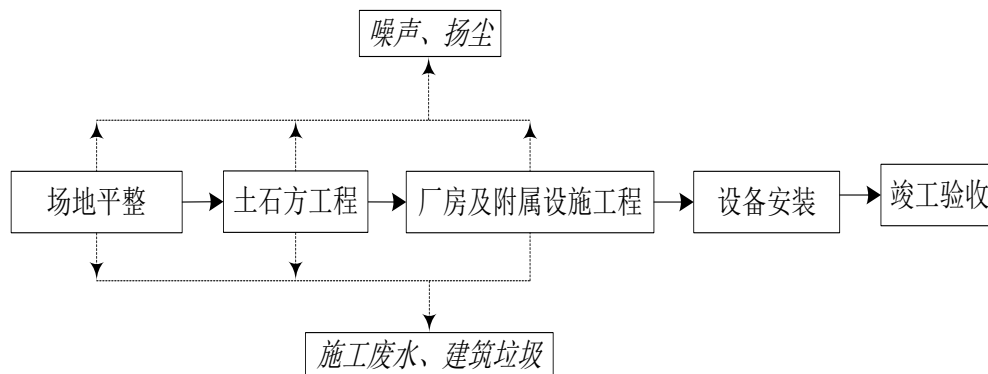 噪声、扬尘
场地平整
土石方工程
厂房及附属设施工程
设备安装
竣工验收
施工废水、建筑垃圾